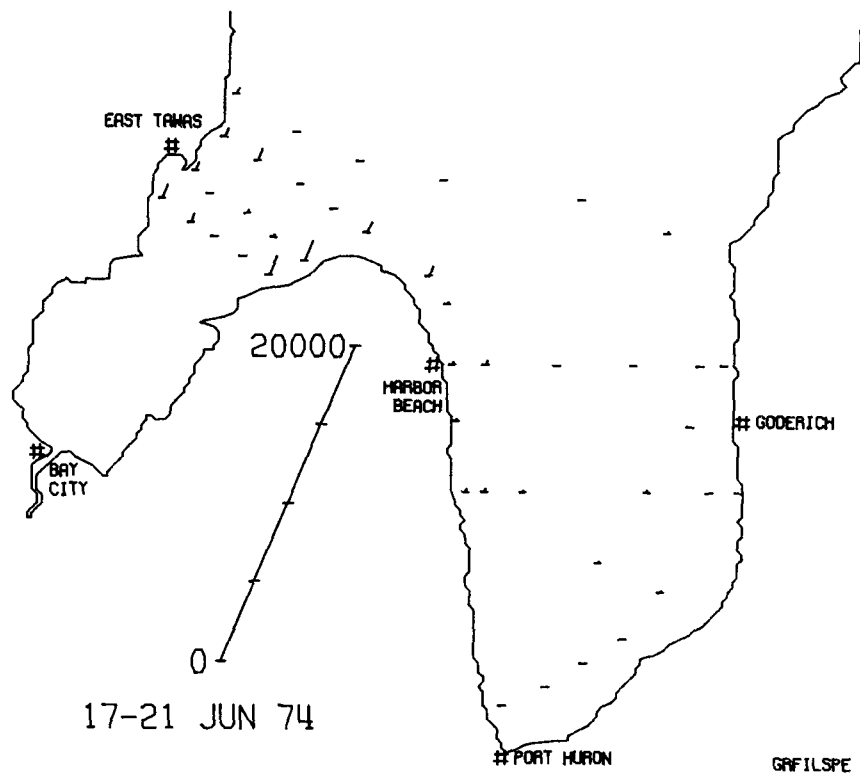 EAST TAWAS
#
20000
#
HARBOR
BEACH
# GODERICH
#
BAY
CITY
0
17-21 JUN 74
# PORT HURON
GRFILSPE